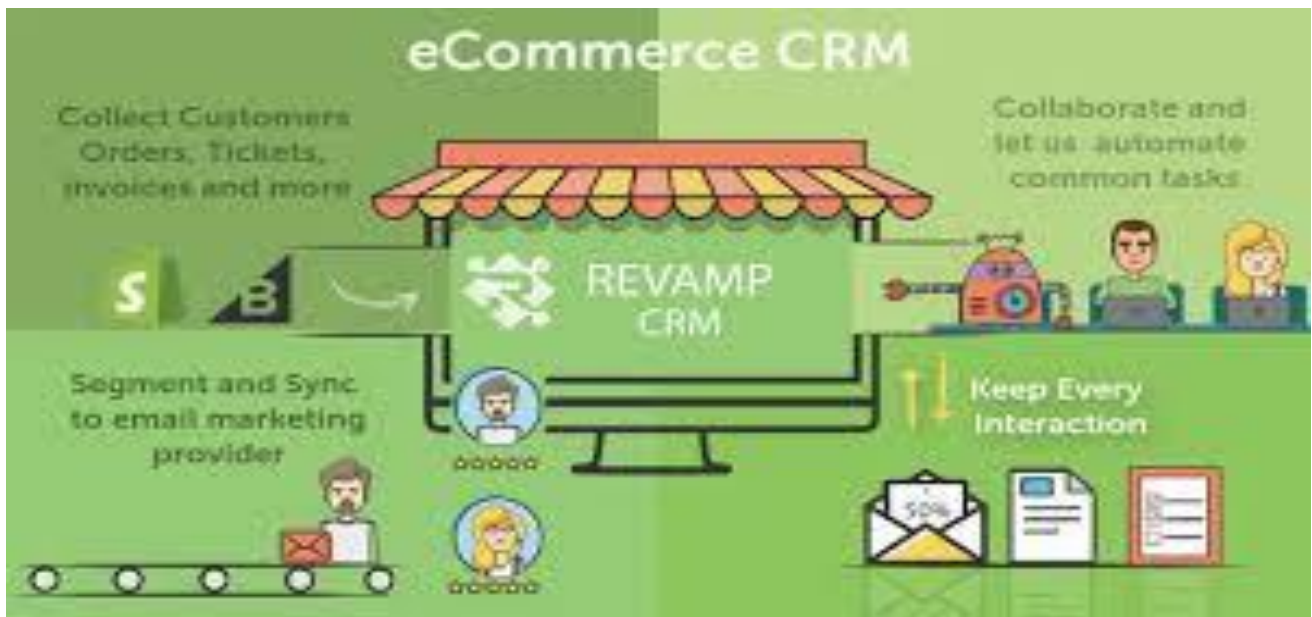 eCommerce CRM
Collect Customers
Orders, Tickets,
invoices and more
Collaborate and
let us automate
common tasks
S
B
REVAMP
CRM
Segment and Sync
to email marketing
provider
Keep Every
Interaction
50%